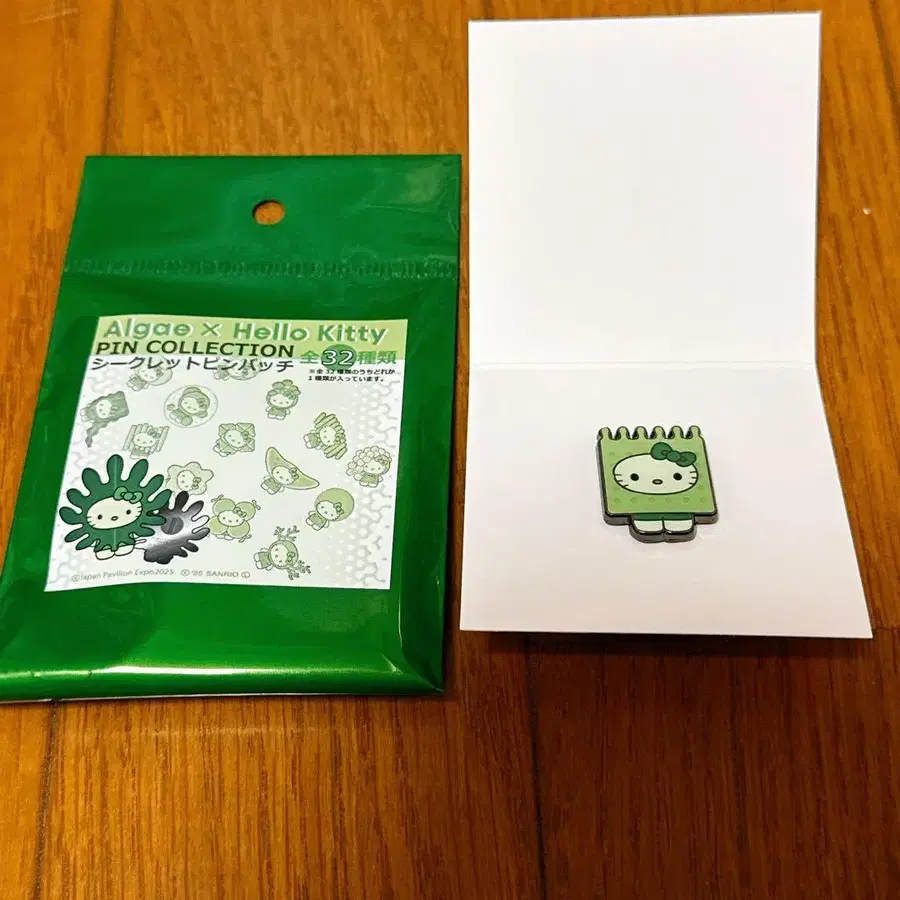 Algae × Hello Kitty
PIN COLLECTION
シークレットピンバッチ 全32種類
※全32種類のうちどれか
1種類が入っています。
©Japan Pavilion Expo2025 © '25 SANRIO Ⓛ